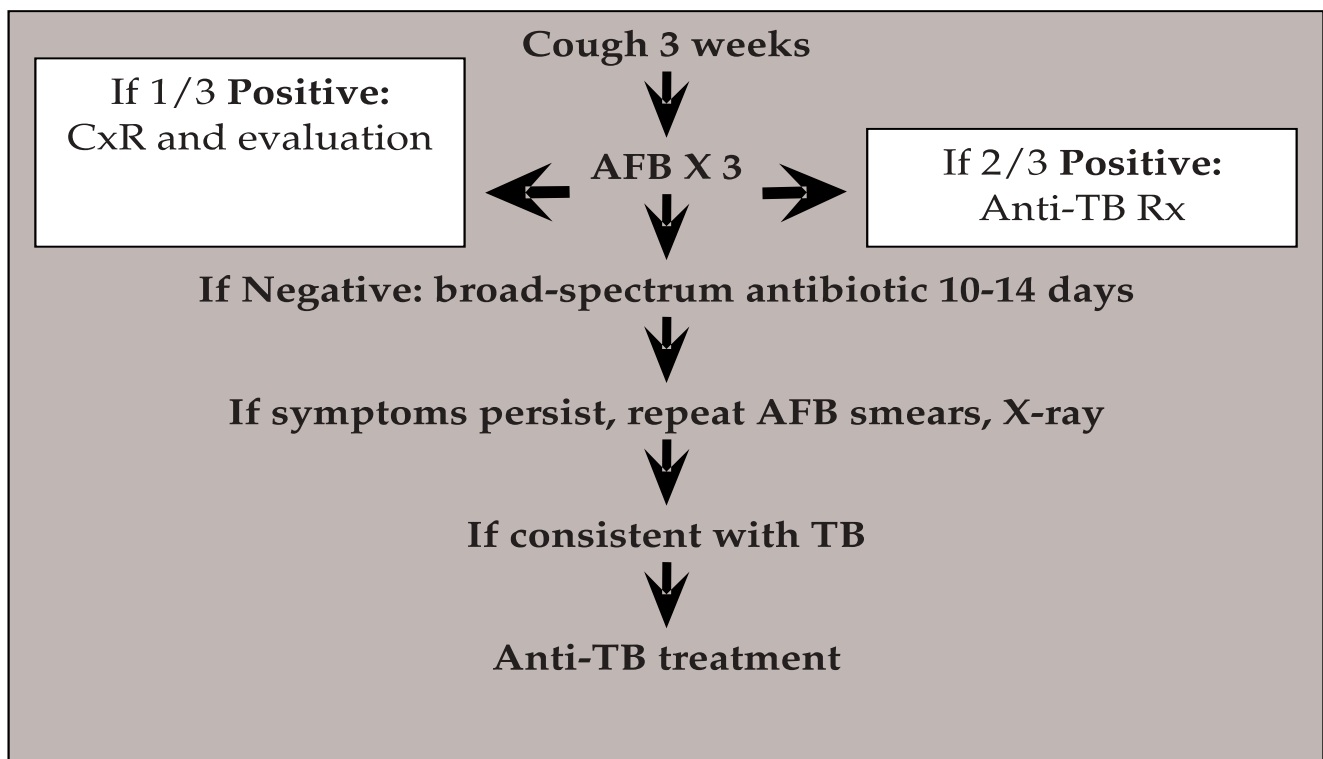 Cough 3 weeks
If 1/3 Positive:
CxR and evaluation
AFB X 3
If 2/3 Positive:
Anti-TB Rx
If Negative: broad-spectrum antibiotic 10-14 days
If symptoms persist, repeat AFB smears, X-ray
If consistent with TB
Anti-TB treatment